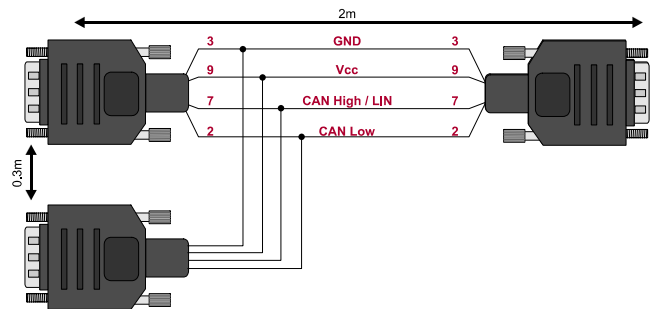 2m
3 GND 3
9 Vcc 9
7 CAN High / LIN 7
2 CAN Low 2
0.3m